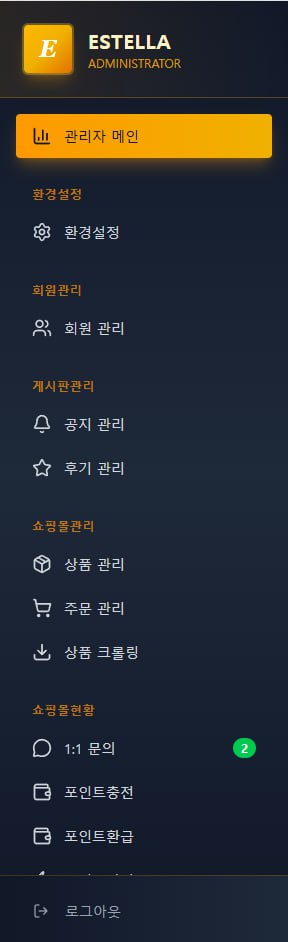 E
ESTELLA
ADMINISTRATOR
관리자 메인
환경설정
환경설정
회원관리
회원 관리
게시판관리
공지 관리
후기 관리
쇼핑몰관리
상품 관리
주문 관리
상품 크롤링
쇼핑몰현황
1:1 문의 2
포인트충전
포인트환급
로그아웃